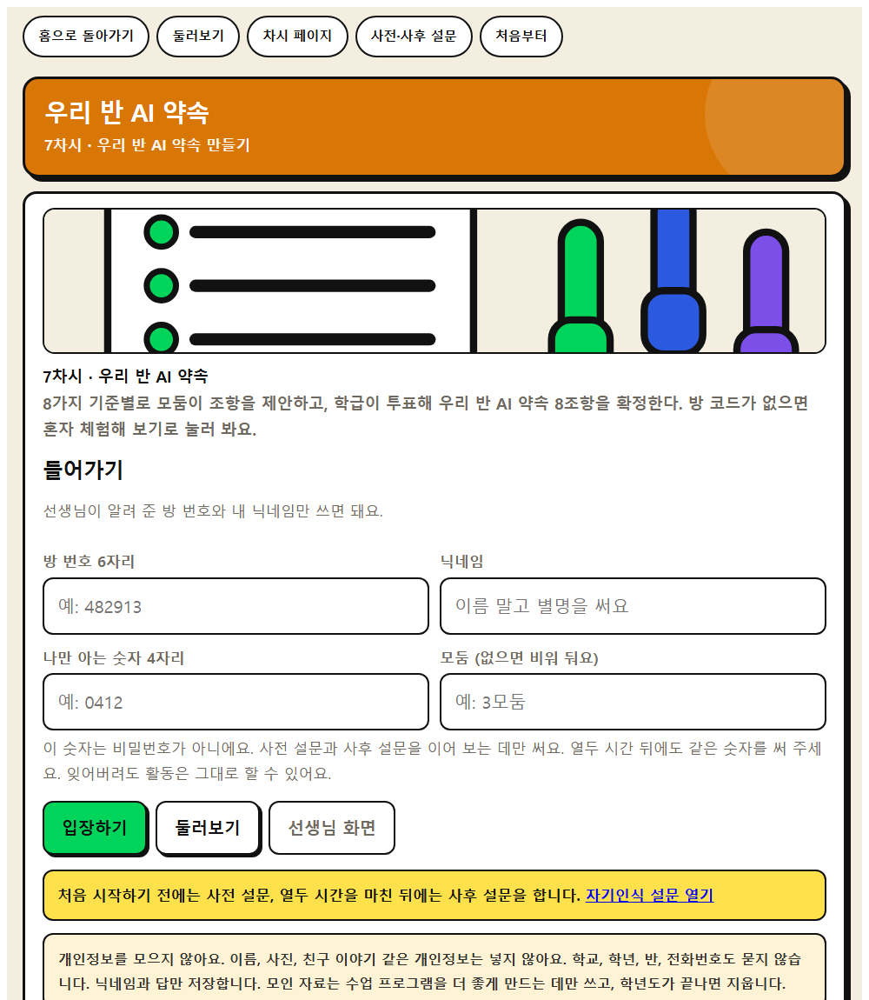 홈으로 돌아가기
둘러보기
차시 페이지
사전·사후 설문
처음부터
우리 반 AI 약속
7차시 · 우리 반 AI 약속 만들기
7차시 · 우리 반 AI 약속
8가지 기준별로 모둠이 조항을 제안하고, 학급이 투표해 우리 반 AI 약속 8조항을 확정한다. 방 코드가 없으면
혼자 체험해 보기로 눌러 봐요.
들어가기
선생님이 알려 준 방 번호와 내 닉네임만 쓰면 돼요.
방 번호 6자리
닉네임
예: 482913
이름 말고 별명을 써요
나만 아는 숫자 4자리
모둠 (없으면 비워 둬요)
예: 0412
예: 3모둠
이 숫자는 비밀번호가 아니에요. 사전 설문과 사후 설문을 이어 보는 데만 써요. 열두 시간 뒤에도 같은 숫자를 써 주세
요. 잊어버려도 활동은 그대로 할 수 있어요.
입장하기
둘러보기
선생님 화면
처음 시작하기 전에는 사전 설문, 열두 시간을 마친 뒤에는 사후 설문을 합니다. 자기인식 설문 열기
개인정보를 모으지 않아요. 이름, 사진, 친구 이야기 같은 개인정보는 넣지 않아요. 학교, 학년, 반, 전화번호도 묻지 않습
니다. 닉네임과 답만 저장합니다. 모인 자료는 수업 프로그램을 더 좋게 만드는 데만 쓰고, 학년도가 끝나면 지웁니다.